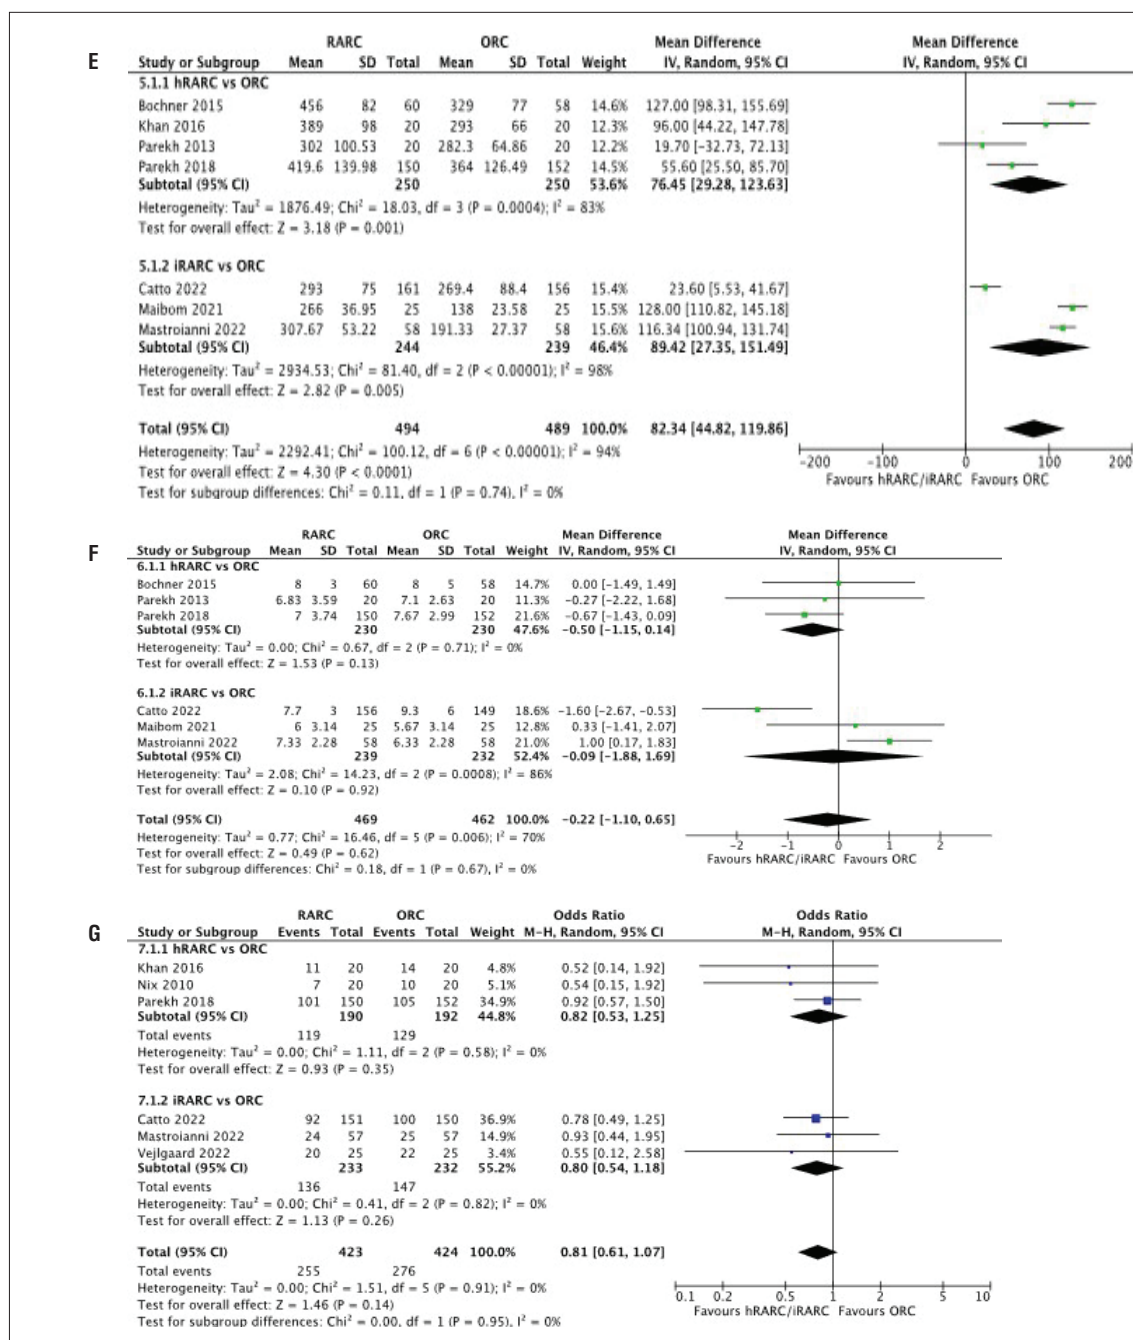 E
RARC ORC Mean Difference Mean Difference
Study or Subgroup Mean SD Total Mean SD Total Weight IV, Random, 95% CI IV, Random, 95% CI
5.1.1 hRARC vs ORC
Bochner 2015 456 82 60 329 77 58 14.6% 127.00 [98.31, 155.69]
Khan 2016 389 98 20 293 66 20 12.3% 96.00 [44.22, 147.78]
Parekh 2013 302 100.53 20 282.3 64.86 20 12.2% 19.70 [-32.73, 72.13]
Parekh 2018 419.6 139.98 150 364 126.49 152 14.5% 55.60 [25.50, 85.70]
Subtotal (95% CI) 250 250 53.6% 76.45 [29.28, 123.63]
Heterogeneity: Tau² = 1876.49; Chi² = 18.03, df = 3 (P = 0.0004); I² = 83%
Test for overall effect: Z = 3.18 (P = 0.001)
5.1.2 iRARC vs ORC
Catto 2022 293 75 161 269.4 88.4 156 15.4% 23.60 [5.53, 41.67]
Maibom 2021 266 36.95 25 138 23.58 25 15.5% 128.00 [110.82, 145.18]
Mastroianni 2022 307.67 53.22 58 191.33 27.37 58 15.6% 116.34 [100.94, 131.74]
Subtotal (95% CI) 244 239 46.4% 89.42 [27.35, 151.49]
Heterogeneity: Tau² = 2934.53; Chi² = 81.40, df = 2 (P < 0.00001); I² = 98%
Test for overall effect: Z = 2.82 (P = 0.005)
Total (95% CI) 494 489 100.0% 82.34 [44.82, 119.86]
Heterogeneity: Tau² = 2292.41; Chi² = 100.12, df = 6 (P < 0.00001); I² = 94%
Test for overall effect: Z = 4.30 (P < 0.0001)
Test for subgroup differences: Chi² = 0.11, df = 1 (P = 0.74), I² = 0%
-200 -100 0 100 200
Favours hRARC/iRARC Favours ORC
F
RARC ORC Mean Difference Mean Difference
Study or Subgroup Mean SD Total Mean SD Total Weight IV, Random, 95% CI IV, Random, 95% CI
6.1.1 hRARC vs ORC
Bochner 2015 8 3 60 8 5 58 14.7% 0.00 [-1.49, 1.49]
Parekh 2013 6.83 3.59 20 7.1 2.63 20 11.3% -0.27 [-2.22, 1.68]
Parekh 2018 7 3.74 150 7.67 2.99 152 21.6% -0.67 [-1.43, 0.09]
Subtotal (95% CI) 230 230 47.6% -0.50 [-1.15, 0.14]
Heterogeneity: Tau² = 0.00; Chi² = 0.67, df = 2 (P = 0.71); I² = 0%
Test for overall effect: Z = 1.53 (P = 0.13)
6.1.2 iRARC vs ORC
Catto 2022 7.7 3 156 9.3 6 149 18.6% -1.60 [-2.67, -0.53]
Maibom 2021 6 3.14 25 5.67 3.14 25 12.8% 0.33 [-1.41, 2.07]
Mastroianni 2022 7.33 2.28 58 6.33 2.28 58 21.0% 1.00 [0.17, 1.83]
Subtotal (95% CI) 239 232 52.4% -0.09 [-1.88, 1.69]
Heterogeneity: Tau² = 2.08; Chi² = 14.23, df = 2 (P = 0.0008); I² = 86%
Test for overall effect: Z = 0.10 (P = 0.92)
Total (95% CI) 469 462 100.0% -0.22 [-1.10, 0.65]
Heterogeneity: Tau² = 0.77; Chi² = 16.46, df = 5 (P = 0.006); I² = 70%
Test for overall effect: Z = 0.49 (P = 0.62)
Test for subgroup differences: Chi² = 0.18, df = 1 (P = 0.67), I² = 0%
-2 -1 0 1 2
Favours hRARC/iRARC Favours ORC
G
RARC ORC Odds Ratio Odds Ratio
Study or Subgroup Events Total Events Total Weight M-H, Random, 95% CI M-H, Random, 95% CI
7.1.1 hRARC vs ORC
Khan 2016 11 20 14 20 4.8% 0.52 [0.14, 1.92]
Nix 2010 7 20 10 20 5.1% 0.54 [0.15, 1.92]
Parekh 2018 101 150 105 152 34.9% 0.92 [0.57, 1.50]
Subtotal (95% CI) 190 192 44.8% 0.82 [0.53, 1.25]
Total events 119 129
Heterogeneity: Tau² = 0.00; Chi² = 1.11, df = 2 (P = 0.58); I² = 0%
Test for overall effect: Z = 0.93 (P = 0.35)
7.1.2 iRARC vs ORC
Catto 2022 92 151 100 150 36.9% 0.78 [0.49, 1.25]
Mastroianni 2022 24 57 25 57 14.9% 0.93 [0.44, 1.95]
Vejlgaard 2022 20 25 22 25 3.4% 0.55 [0.12, 2.58]
Subtotal (95% CI) 233 232 55.2% 0.80 [0.54, 1.18]
Total events 136 147
Heterogeneity: Tau² = 0.00; Chi² = 0.41, df = 2 (P = 0.82); I² = 0%
Test for overall effect: Z = 1.13 (P = 0.26)
Total (95% CI) 423 424 100.0% 0.81 [0.61, 1.07]
Total events 255 276
Heterogeneity: Tau² = 0.00; Chi² = 1.51, df = 5 (P = 0.91); I² = 0%
Test for overall effect: Z = 1.46 (P = 0.14)
Test for subgroup differences: Chi² = 0.00, df = 1 (P = 0.95), I² = 0%
0.1 0.2 0.5 1 2 5 10
Favours hRARC/iRARC Favours ORC